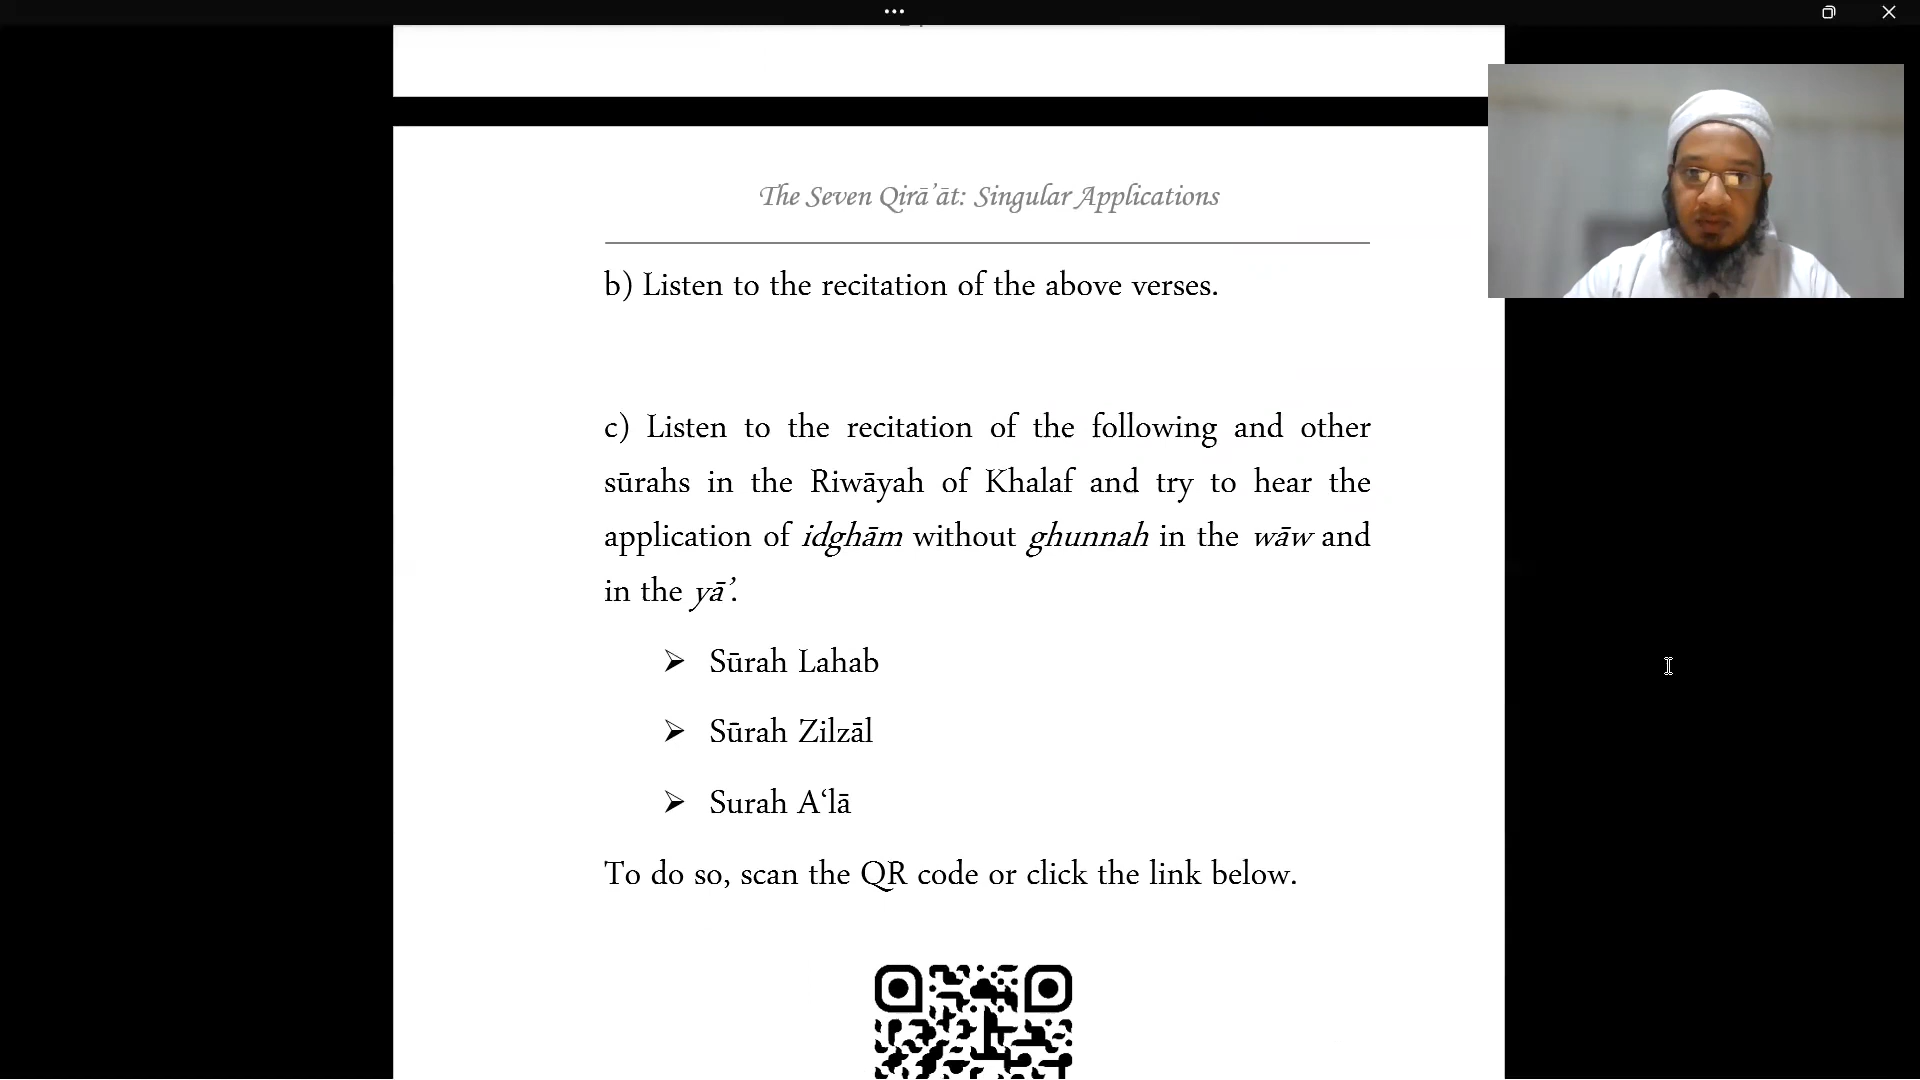 The Seven Qirā’āt: Singular Applications
b) Listen to the recitation of the above verses.
c) Listen to the recitation of the following and other
sūrahs in the Riwāyah of Khalaf and try to hear the
application of idghām without ghunnah in the wāw and
in the yā’.
➢ Sūrah Lahab
➢ Sūrah Zilzāl
➢ Surah A‘lā
To do so, scan the QR code or click the link below.